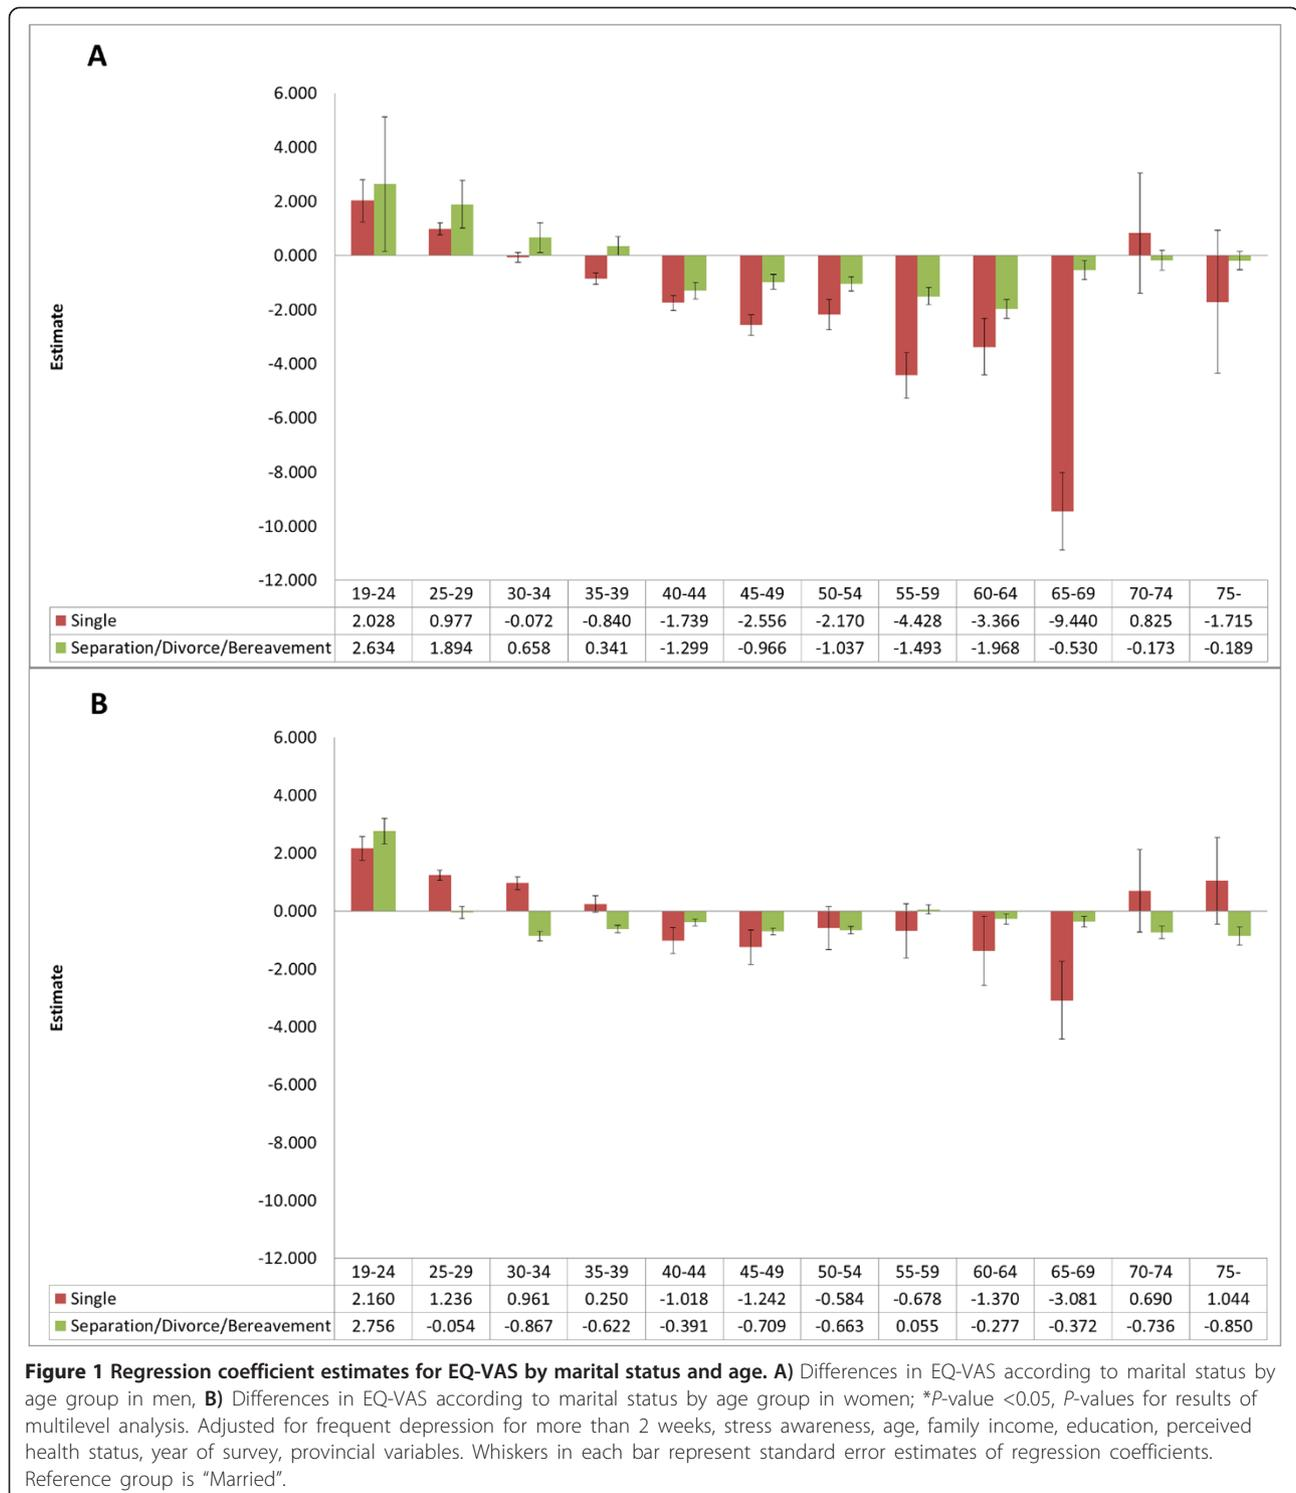 A
6.000
4.000
2.000
0.000
-2.000
-4.000
-6.000
-8.000
-10.000
-12.000
Estimate
19-24 25-29 30-34 35-39 40-44 45-49 50-54 55-59 60-64 65-69 70-74 75-
Single 2.028 0.977 -0.072 -0.840 -1.739 -2.556 -2.170 -4.428 -3.366 -9.440 0.825 -1.715
Separation/Divorce/Bereavement 2.634 1.894 0.658 0.341 -1.299 -0.966 -1.037 -1.493 -1.968 -0.530 -0.173 -0.189
B
6.000
4.000
2.000
0.000
-2.000
-4.000
-6.000
-8.000
-10.000
-12.000
Estimate
19-24 25-29 30-34 35-39 40-44 45-49 50-54 55-59 60-64 65-69 70-74 75-
Single 2.160 1.236 0.961 0.250 -1.018 -1.242 -0.584 -0.678 -1.370 -3.081 0.690 1.044
Separation/Divorce/Bereavement 2.756 -0.054 -0.867 -0.622 -0.391 -0.709 -0.663 0.055 -0.277 -0.372 -0.736 -0.850
Figure 1 Regression coefficient estimates for EQ-VAS by marital status and age. A) Differences in EQ-VAS according to marital status by
age group in men, B) Differences in EQ-VAS according to marital status by age group in women; *P-value <0.05, P-values for results of
multilevel analysis. Adjusted for frequent depression for more than 2 weeks, stress awareness, age, family income, education, perceived
health status, year of survey, provincial variables. Whiskers in each bar represent standard error estimates of regression coefficients.
Reference group is “Married”.